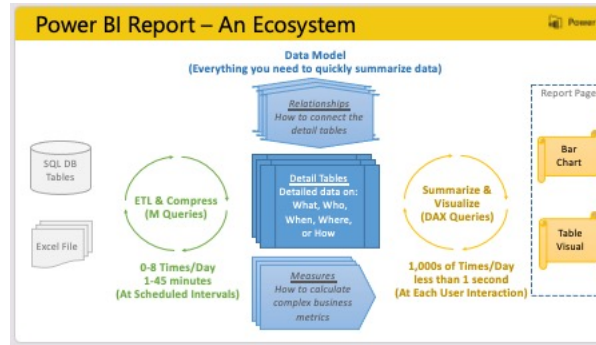 Power BI Report – An Ecosystem
Power
Data Model
(Everything you need to quickly summarize data)
Relationships
How to connect the
detail tables
Report Page
SQL DB
Tables
Excel File
ETL & Compress
(M Queries)
0-8 Times/Day
1-45 minutes
(At Scheduled Intervals)
Detail Tables
Detailed data on:
What, Who,
When, Where,
or How
Measures
How to calculate
complex business
metrics
Summarize &
Visualize
(DAX Queries)
1,000s of Times/Day
less than 1 second
(At Each User Interaction)
Bar
Chart
Table
Visual